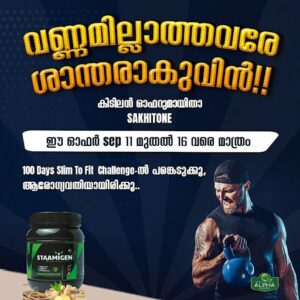 വണ്ണമില്ലാത്തവരേ
ശാന്തരാകുവിൻ!!
കിടിലൻ ഓഫറുമായിതാ
SAKHITONE
ഈ ഓഫർ sep 11 മുതൽ 16 വരെ മാത്രം
100 Days Slim To Fit Challenge-ൽ പങ്കെടുക്കൂ,
ആരോഗ്യവതിയായിരിക്കൂ..
STAAMIGEN
ALPHA